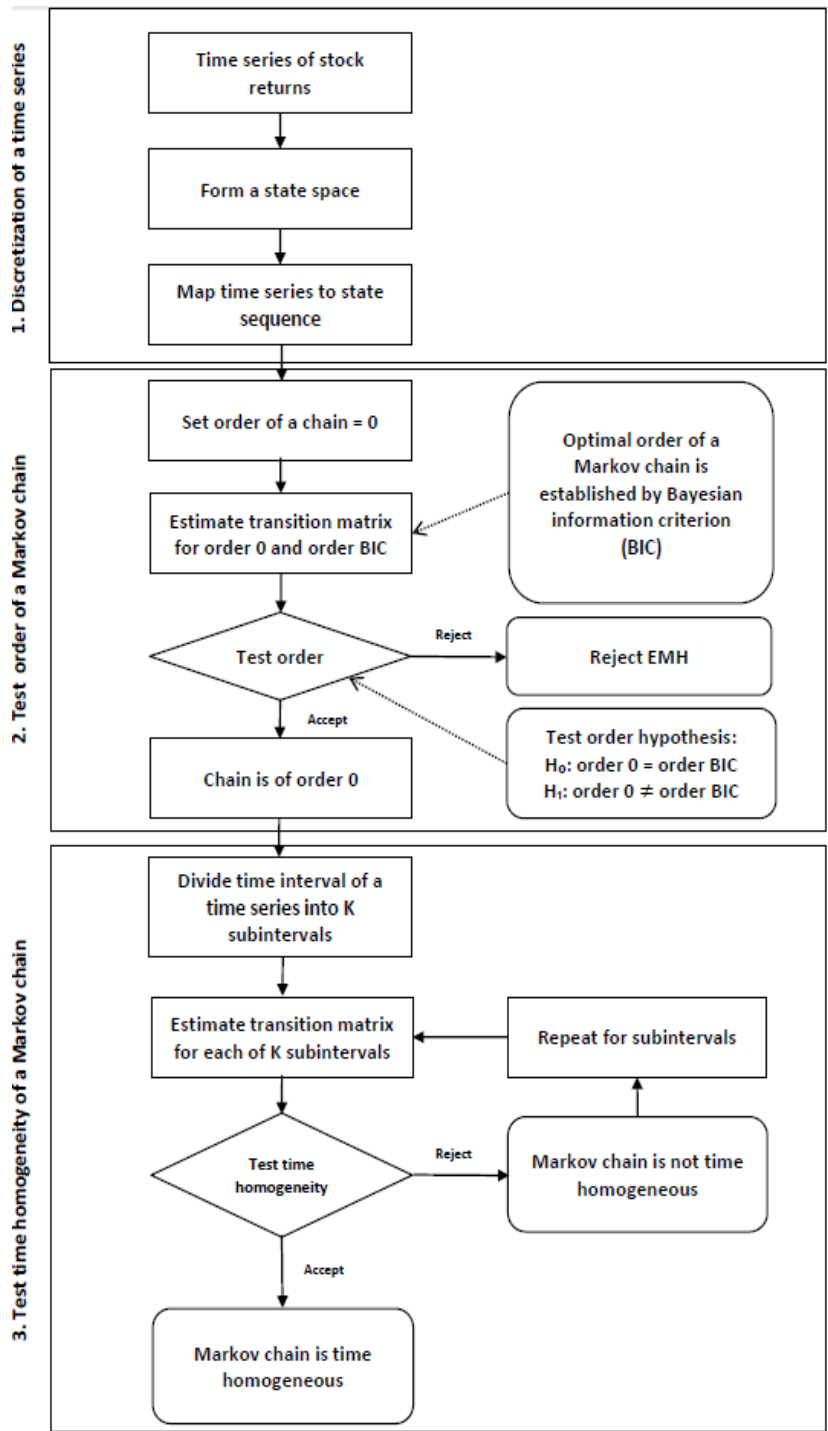 1. Discretization of a time series
Time series of stock
returns
Form a state space
Map time series to state
sequence
2. Test order of a Markov chain
Set order of a chain = 0
Optimal order of a
Markov chain is
established by Bayesian
information criterion
(BIC)
Estimate transition matrix
for order 0 and order BIC
Test order
Reject
Reject EMH
Accept
Test order hypothesis:
H₀: order 0 = order BIC
H₁: order 0 ≠ order BIC
Chain is of order 0
3. Test time homogeneity of a Markov chain
Divide time interval of a
time series into K
subintervals
Estimate transition matrix
for each of K subintervals
Repeat for subintervals
Test time
homogeneity
Reject
Markov chain is not time
homogeneous
Accept
Markov chain is time
homogeneous